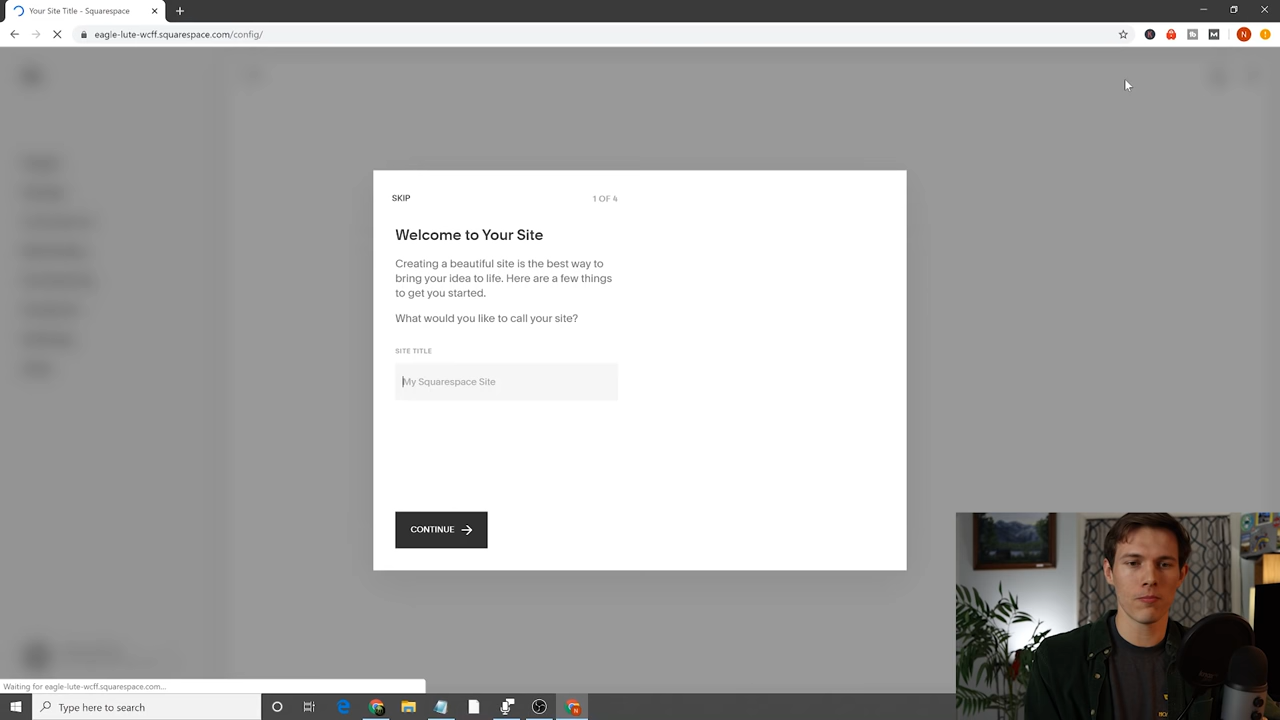 Your Site Title - Squarespace
eagle-lute-wcff.squarespace.com/config/
N
SKIP
1 OF 4
Welcome to Your Site
Creating a beautiful site is the best way to
bring your idea to life. Here are a few things
to get you started.
What would you like to call your site?
SITE TITLE
My Squarespace Site
CONTINUE
Waiting for eagle-lute-wcff.squarespace.com...
Type here to search